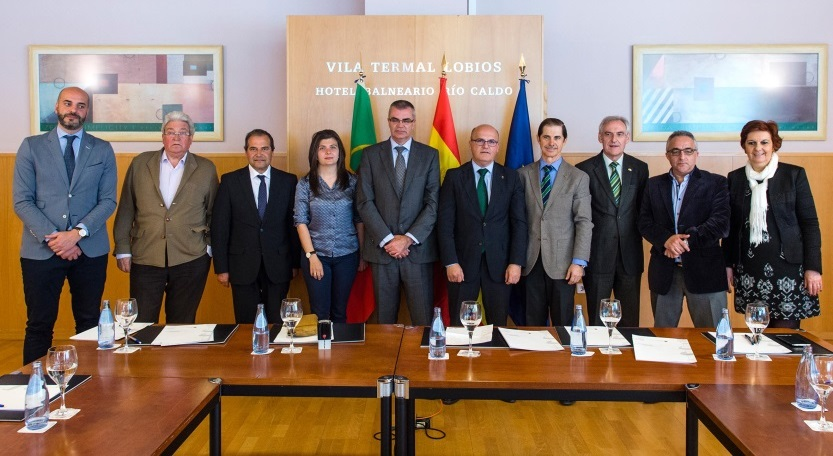 VILA TERMAL LOBIOS
HOTEL BALNEARIO RÍO CALDO